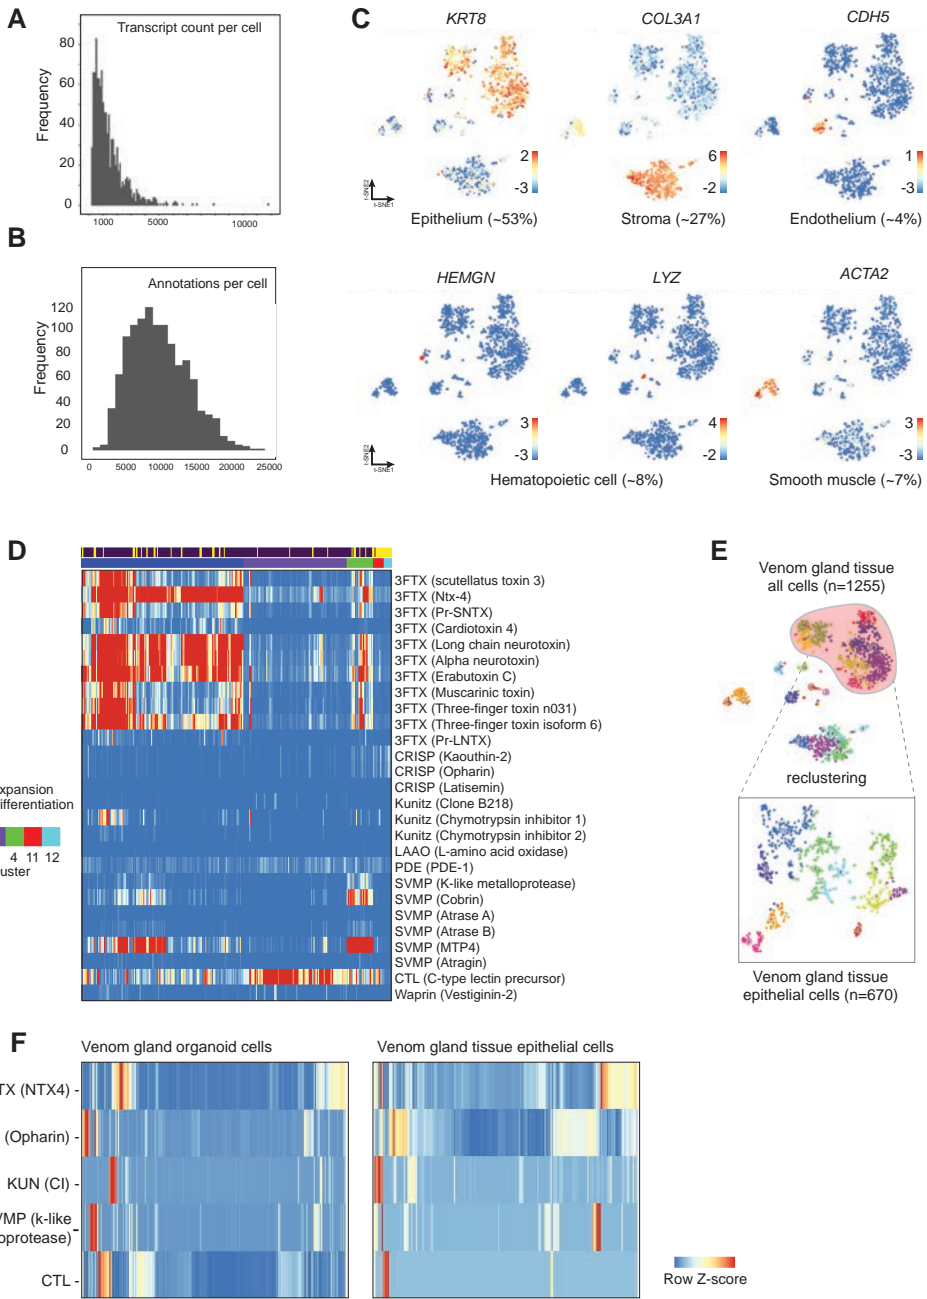 A
Transcript count per cell
Frequency
80
60
40
20
0
1000
5000
10000
B
Annotations per cell
Frequency
120
100
80
60
40
20
0
0
5000
10000
15000
20000
25000
C
KRT8
COL3A1
CDH5
2
-3
6
-2
1
-3
t-SNE2
t-SNE1
Epithelium (~53%)
Stroma (~27%)
Endothelium (~4%)
HEMGN
LYZ
ACTA2
3
-3
4
-2
3
-3
t-SNE2
t-SNE1
Hematopoietic cell (~8%)
Smooth muscle (~7%)
D
3FTX (scutellatus toxin 3)
3FTX (Ntx-4)
3FTX (Pr-SNTX)
3FTX (Cardiotoxin 4)
3FTX (Long chain neurotoxin)
3FTX (Alpha neurotoxin)
3FTX (Erabutoxin C)
3FTX (Muscarinic toxin)
3FTX (Three-finger toxin n031)
3FTX (Three-finger toxin isoform 6)
3FTX (Pr-LNTX)
CRISP (Kaouthin-2)
CRISP (Opharin)
CRISP (Latisemin)
Kunitz (Clone B218)
Kunitz (Chymotrypsin inhibitor 1)
Kunitz (Chymotrypsin inhibitor 2)
LAAO (L-amino acid oxidase)
PDE (PDE-1)
SVMP (K-like metalloprotease)
SVMP (Cobrin)
SVMP (Atrase A)
SVMP (Atrase B)
SVMP (MTP4)
SVMP (Atragin)
CTL (C-type lectin precursor)
Waprin (Vestiginin-2)
xpansion
ifferentiation
4 11 12
uster
E
Venom gland tissue
all cells (n=1255)
reclustering
Venom gland tissue
epithelial cells (n=670)
F
Venom gland organoid cells
Venom gland tissue epithelial cells
TX (NTX4) -
(Opharin) -
KUN (CI) -
VMP (k-like -
oprotease)
CTL -
Row Z-score